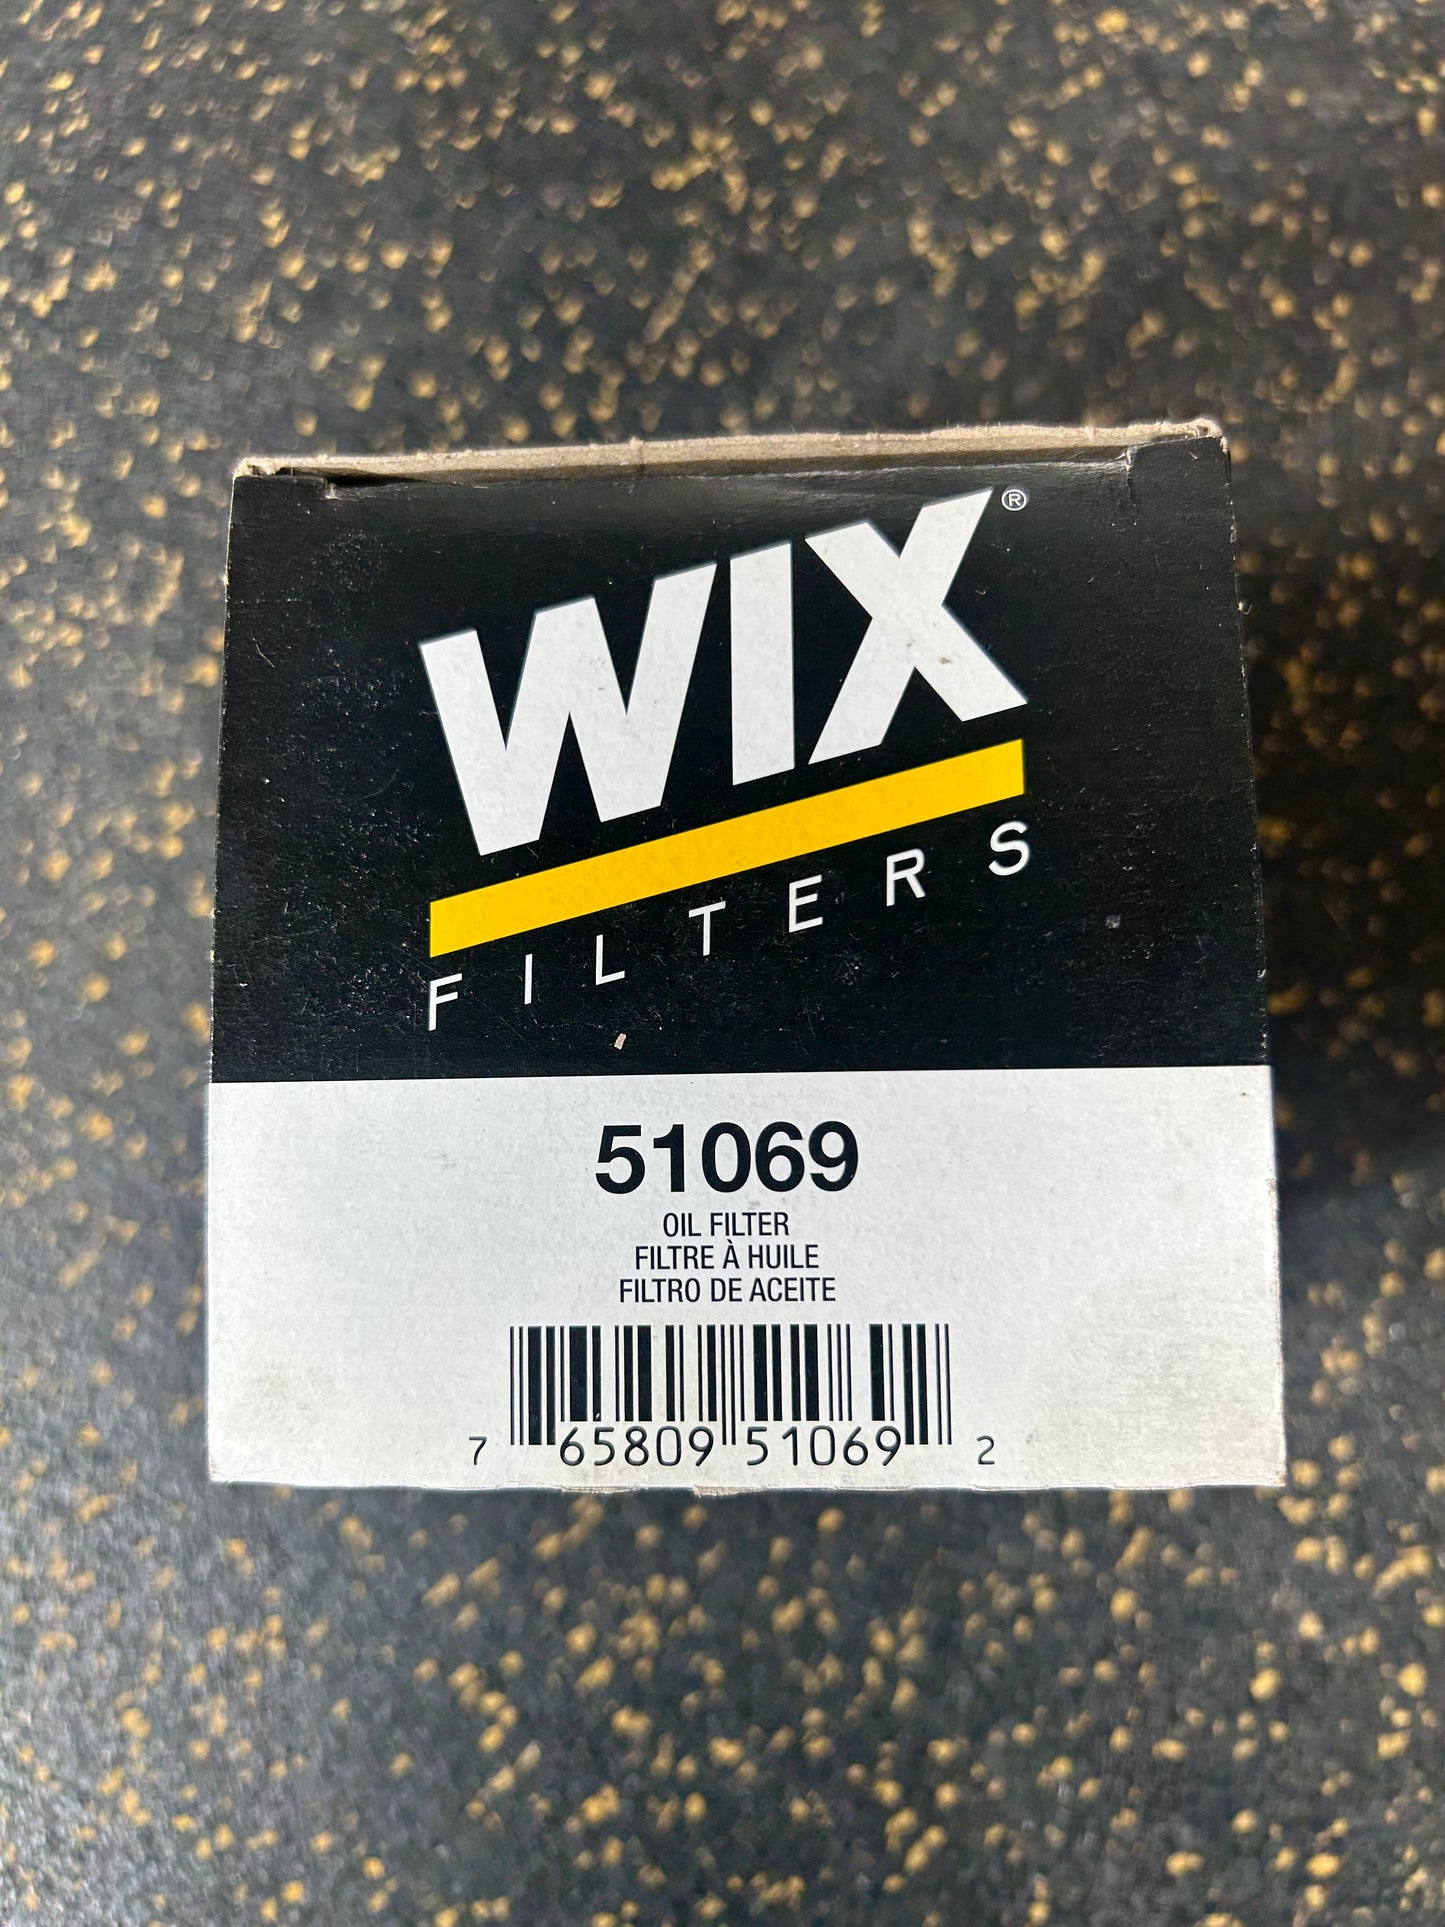 WIX®
FILTERS
51069
OIL FILTER
FILTRE À HUILE
FILTRO DE ACEITE
7 65809 51069 2